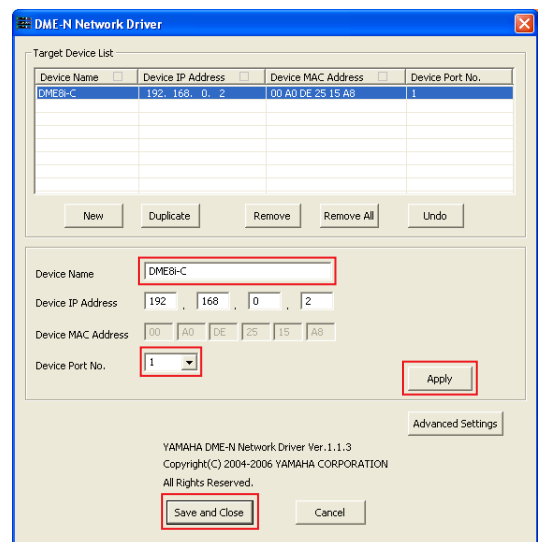 DME-N Network Driver
Target Device List
Device Name Device IP Address Device MAC Address Device Port No.
DME8i-C 192. 168. 0. 2 00 A0 DE 25 15 A8 1
New Duplicate Remove Remove All Undo
Device Name DME8i-C
Device IP Address 192 . 168 . 0 . 2
Device MAC Address 00 A0 DE 25 15 A8
Device Port No. 1
Apply
Advanced Settings
YAMAHA DME-N Network Driver Ver.1.1.3
Copyright(C) 2004-2006 YAMAHA CORPORATION
All Rights Reserved.
Save and Close Cancel